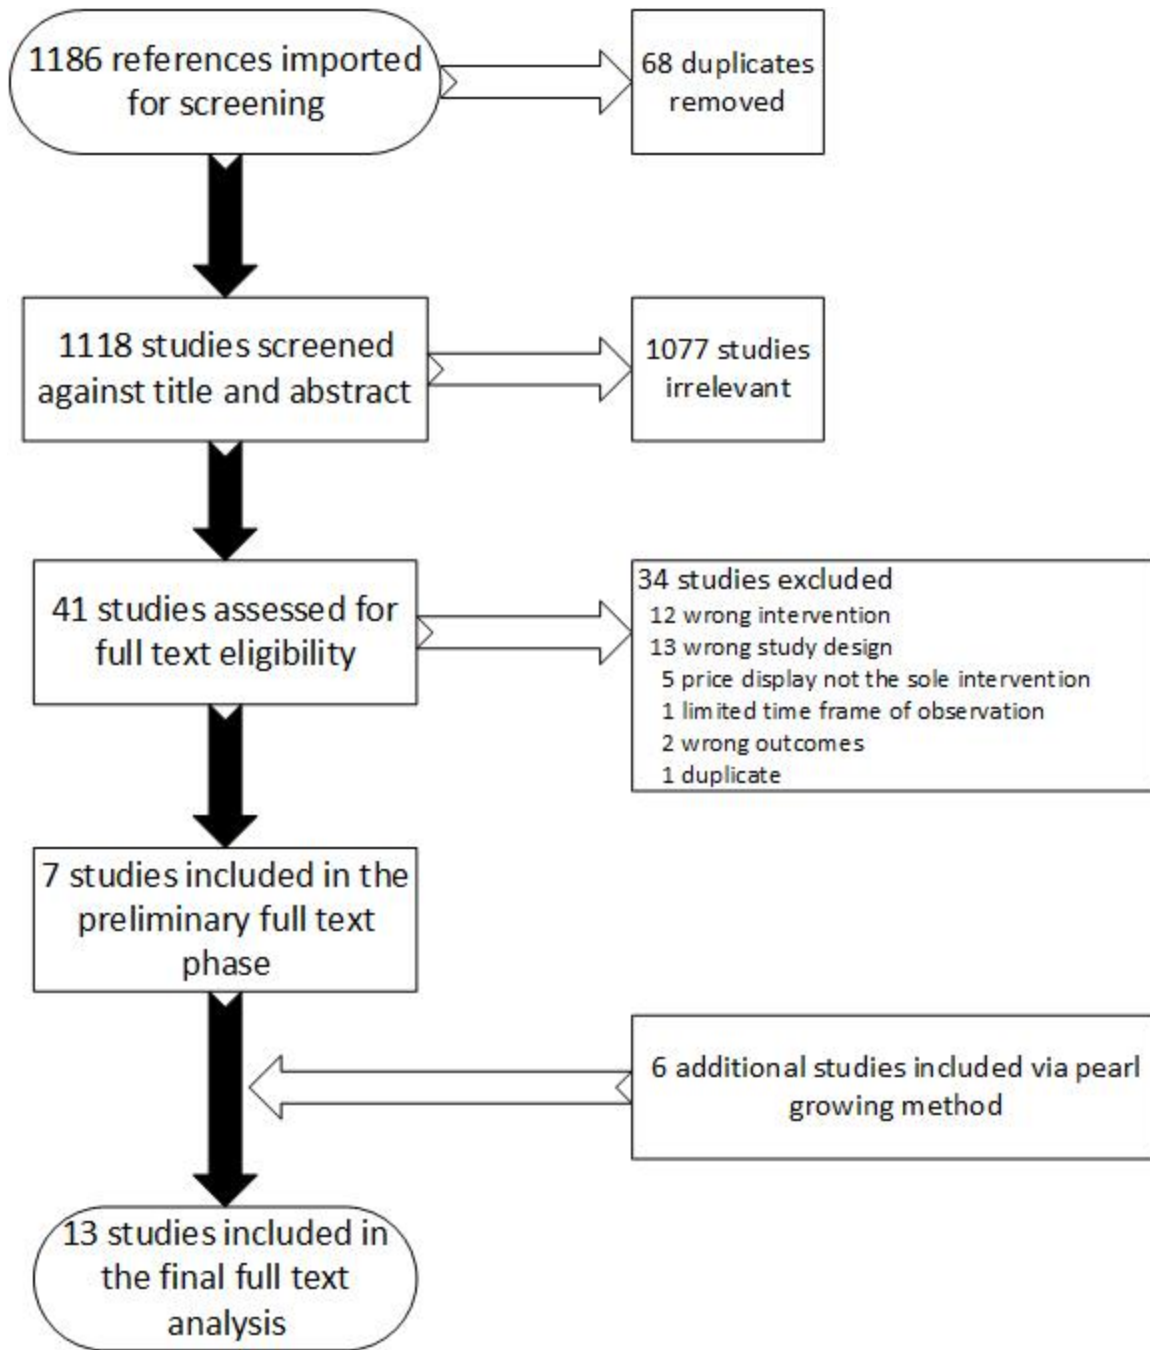 1186 references imported
for screening
68 duplicates
removed
1118 studies screened
against title and abstract
1077 studies
irrelevant
41 studies assessed for
full text eligibility
34 studies excluded
12 wrong intervention
13 wrong study design
5 price display not the sole intervention
1 limited time frame of observation
2 wrong outcomes
1 duplicate
7 studies included in the
preliminary full text
phase
6 additional studies included via pearl
growing method
13 studies included in
the final full text
analysis